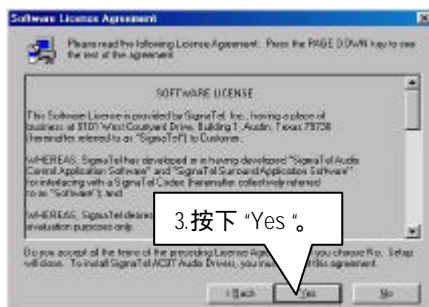 Software License Agreement
Please read the following License Agreement. Press the PAGE DOWN key to see
the rest of the agreement.
SOFTWARE LICENSE
This Software License is provided by SigmaTel, Inc., having a place of
business at 6101 West Courtyard Drive, Building 1, Austin, Texas 78730
(hereinafter referred to as "SigmaTel") to Customer.
WHEREAS, SigmaTel has developed or is having developed "SigmaTel Audio
Control Application Software" and "SigmaTel Surround Application Software"
for interfacing with a SigmaTel Codec (hereinafter collectively referred
to as "Software"); and
WHEREAS, SigmaTel desires
evaluation purposes only.
3.按下 "Yes "。
Do you accept all the terms of the preceding License Agr you choose No, Setup
will close. To install SigmaTel AC97 Audio Drivers, you must this agreement.
< Back
Yes
No